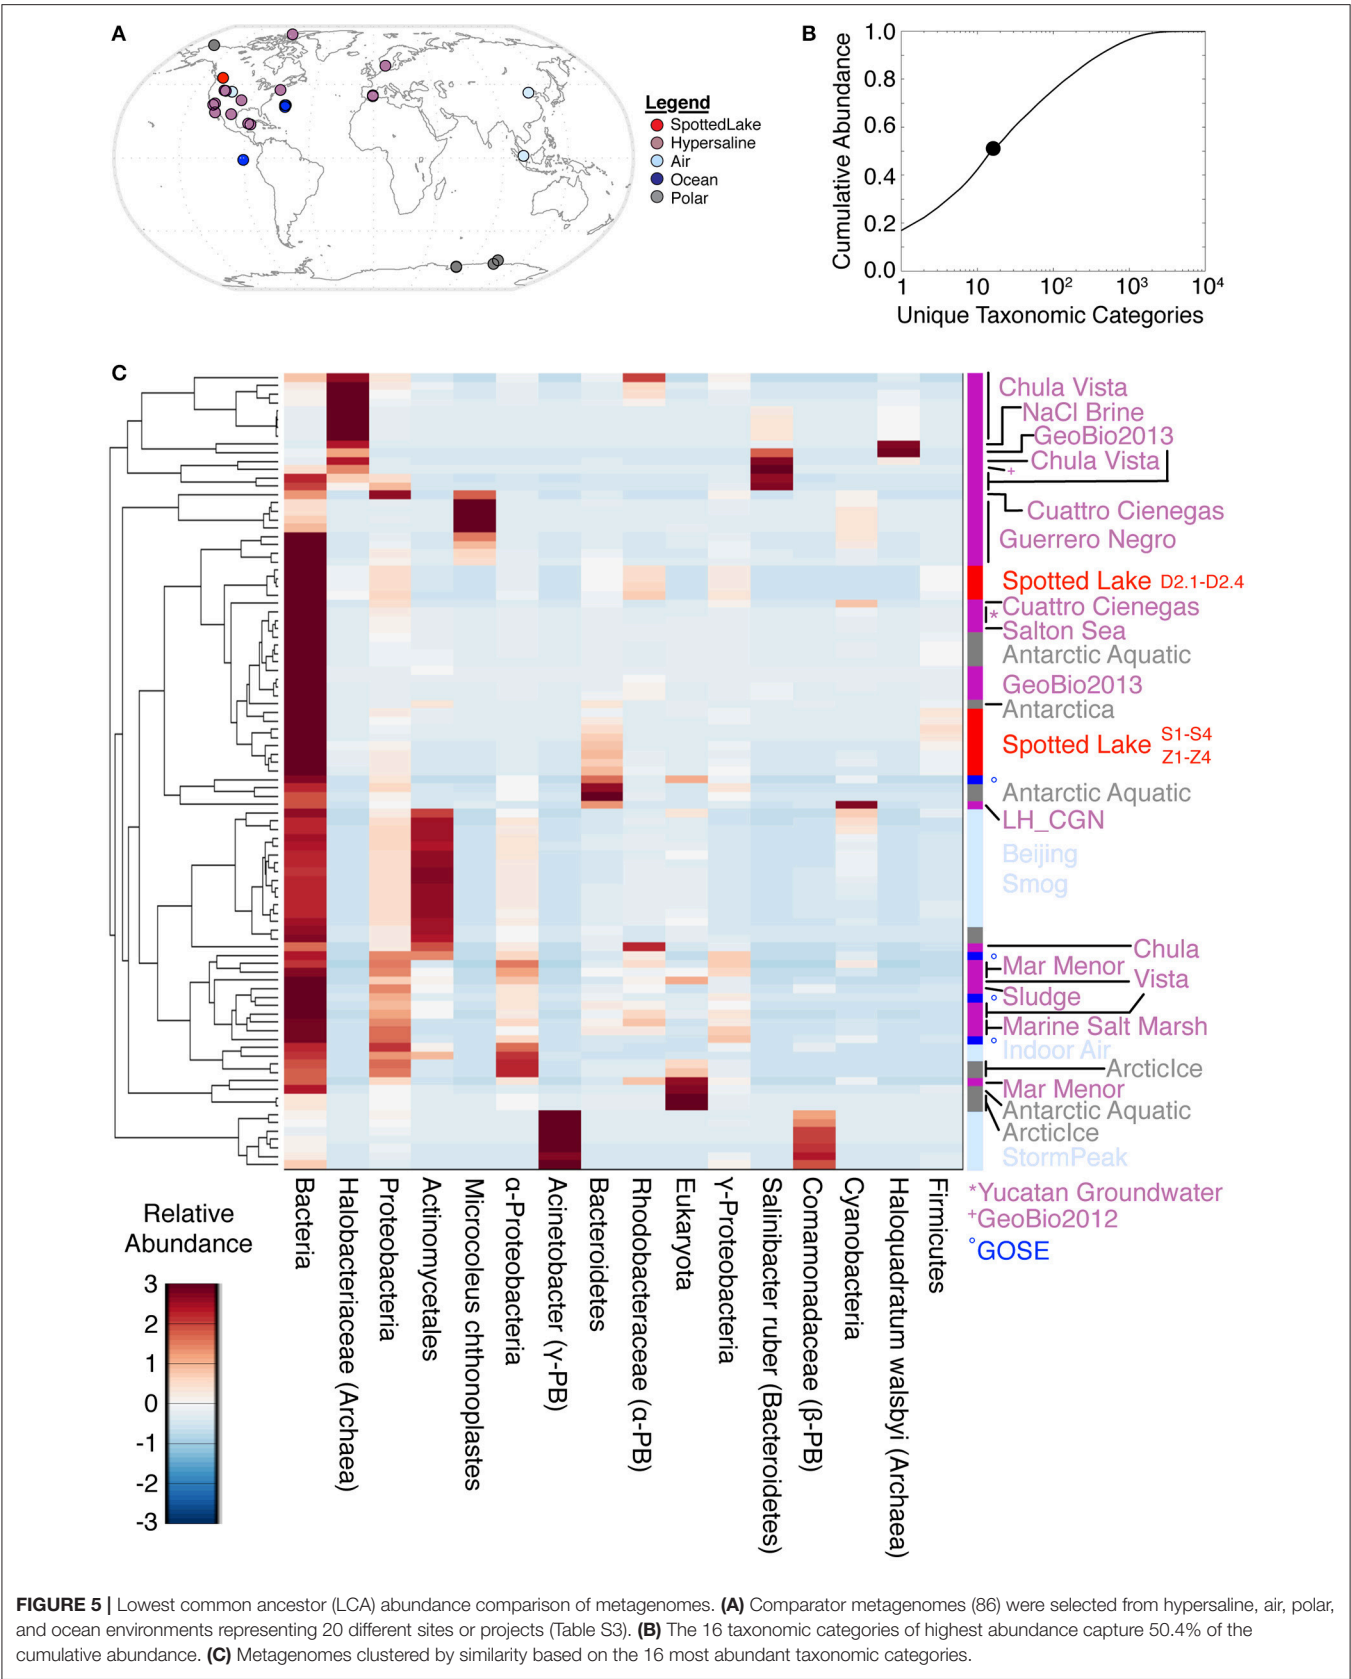 A
Legend
SpottedLake
Hypersaline
Air
Ocean
Polar
B
Cumulative Abundance
1.0
0.8
0.6
0.4
0.2
0.0
1
10
10²
10³
10⁴
Unique Taxonomic Categories
C
Chula Vista
NaCl Brine
GeoBio2013
Chula Vista
+
Cuattro Cienegas
Guerrero Negro
Spotted Lake D2.1-D2.4
Cuattro Cienegas
*
Salton Sea
Antarctic Aquatic
GeoBio2013
Antarctica
Spotted Lake S1-S4
Z1-Z4
°
Antarctic Aquatic
LH_CGN
Beijing
Smog
Chula
°
Mar Menor
Vista
° Sludge
Marine Salt Marsh
°
Indoor Air
ArcticIce
Mar Menor
Antarctic Aquatic
ArcticIce
StormPeak
*Yucatan Groundwater
+GeoBio2012
°GOSE
Bacteria
Halobacteriaceae (Archaea)
Proteobacteria
Actinomycetales
Microcoleus chthonoplastes
α-Proteobacteria
Acinetobacter (γ-PB)
Bacteroidetes
Rhodobacteraceae (α-PB)
Eukaryota
γ-Proteobacteria
Salinibacter ruber (Bacteroidetes)
Comamonadaceae (β-PB)
Cyanobacteria
Haloquadratum walsbyi (Archaea)
Firmicutes
Relative
Abundance
3
2
1
0
-1
-2
-3
FIGURE 5 | Lowest common ancestor (LCA) abundance comparison of metagenomes. (A) Comparator metagenomes (86) were selected from hypersaline, air, polar,
and ocean environments representing 20 different sites or projects (Table S3). (B) The 16 taxonomic categories of highest abundance capture 50.4% of the
cumulative abundance. (C) Metagenomes clustered by similarity based on the 16 most abundant taxonomic categories.